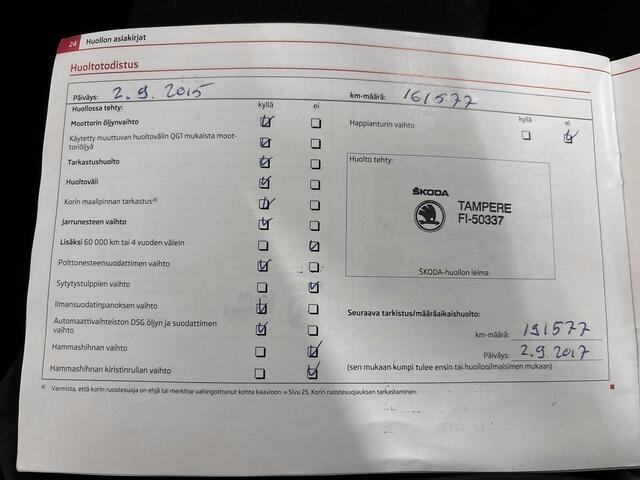 24 Huollon asiakirjat
Huoltotodistus
Päiväys: 2.9.2015 km-määrä: 161577
Huollossa tehty: kyllä ei
Moottorin öljynvaihto
Käytetty muuttuvan huoltovälin QG1 mukaista moot-
toriöljyä
Tarkastushuolto
Huoltoväli
Korin maalipinnan tarkastus a)
Jarrunesteen vaihto
Lisäksi 60 000 km tai 4 vuoden välein
Polttonesteensuodattimen vaihto
Sytytystulppien vaihto
Ilmansuodatinpanoksen vaihto
Automaattivaihteiston DSG öljyn ja suodattimen
vaihto
Hammashihnan vaihto
Hammashihnan kiristinrullan vaihto
kyllä ei
Happianturin vaihto
Huolto tehty:
ŠKODA
TAMPERE
FI-50337
ŠKODA-huollon leima
Seuraava tarkistus/määräaikaishuolto:
km-määrä: 191577
Päiväys: 2.9.2017
(sen mukaan kumpi tulee ensin tai huolloilmaisimen mukaan)
a) Varmista, että korin ruostesuoja on ehjä tai merkitse vahingoittunut kohta kaavioon ⇒ Sivu 25, Korin ruostesuojauksen tarkastaminen.